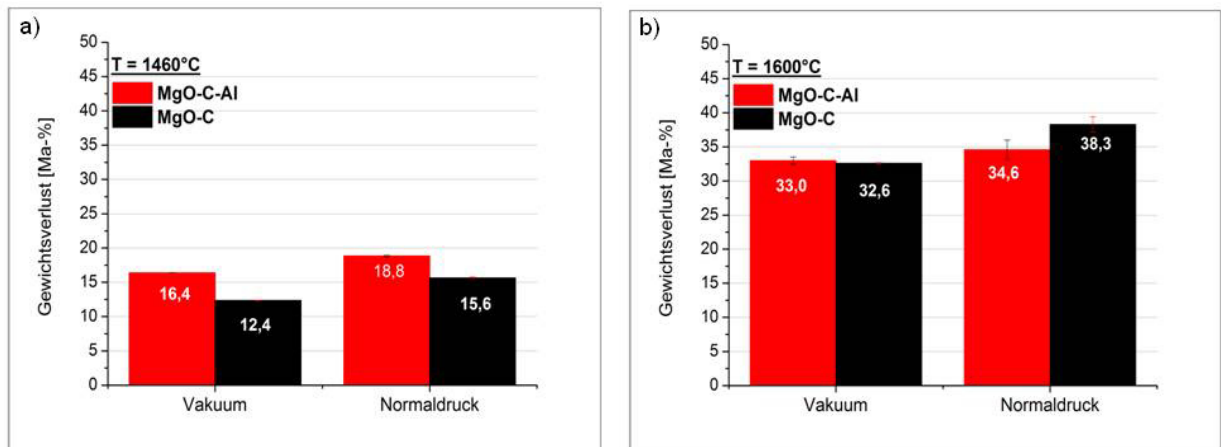 a)
Gewichtsverlust [Ma-%]
50
45
40
35
30
25
20
15
10
5
0
T = 1460°C
MgO-C-Al
MgO-C
16,4
12,4
18,8
15,6
Vakuum
Normaldruck
b)
Gewichtsverlust [Ma-%]
50
45
40
35
30
25
20
15
10
5
0
T = 1600°C
MgO-C-Al
MgO-C
33,0
32,6
34,6
38,3
Vakuum
Normaldruck